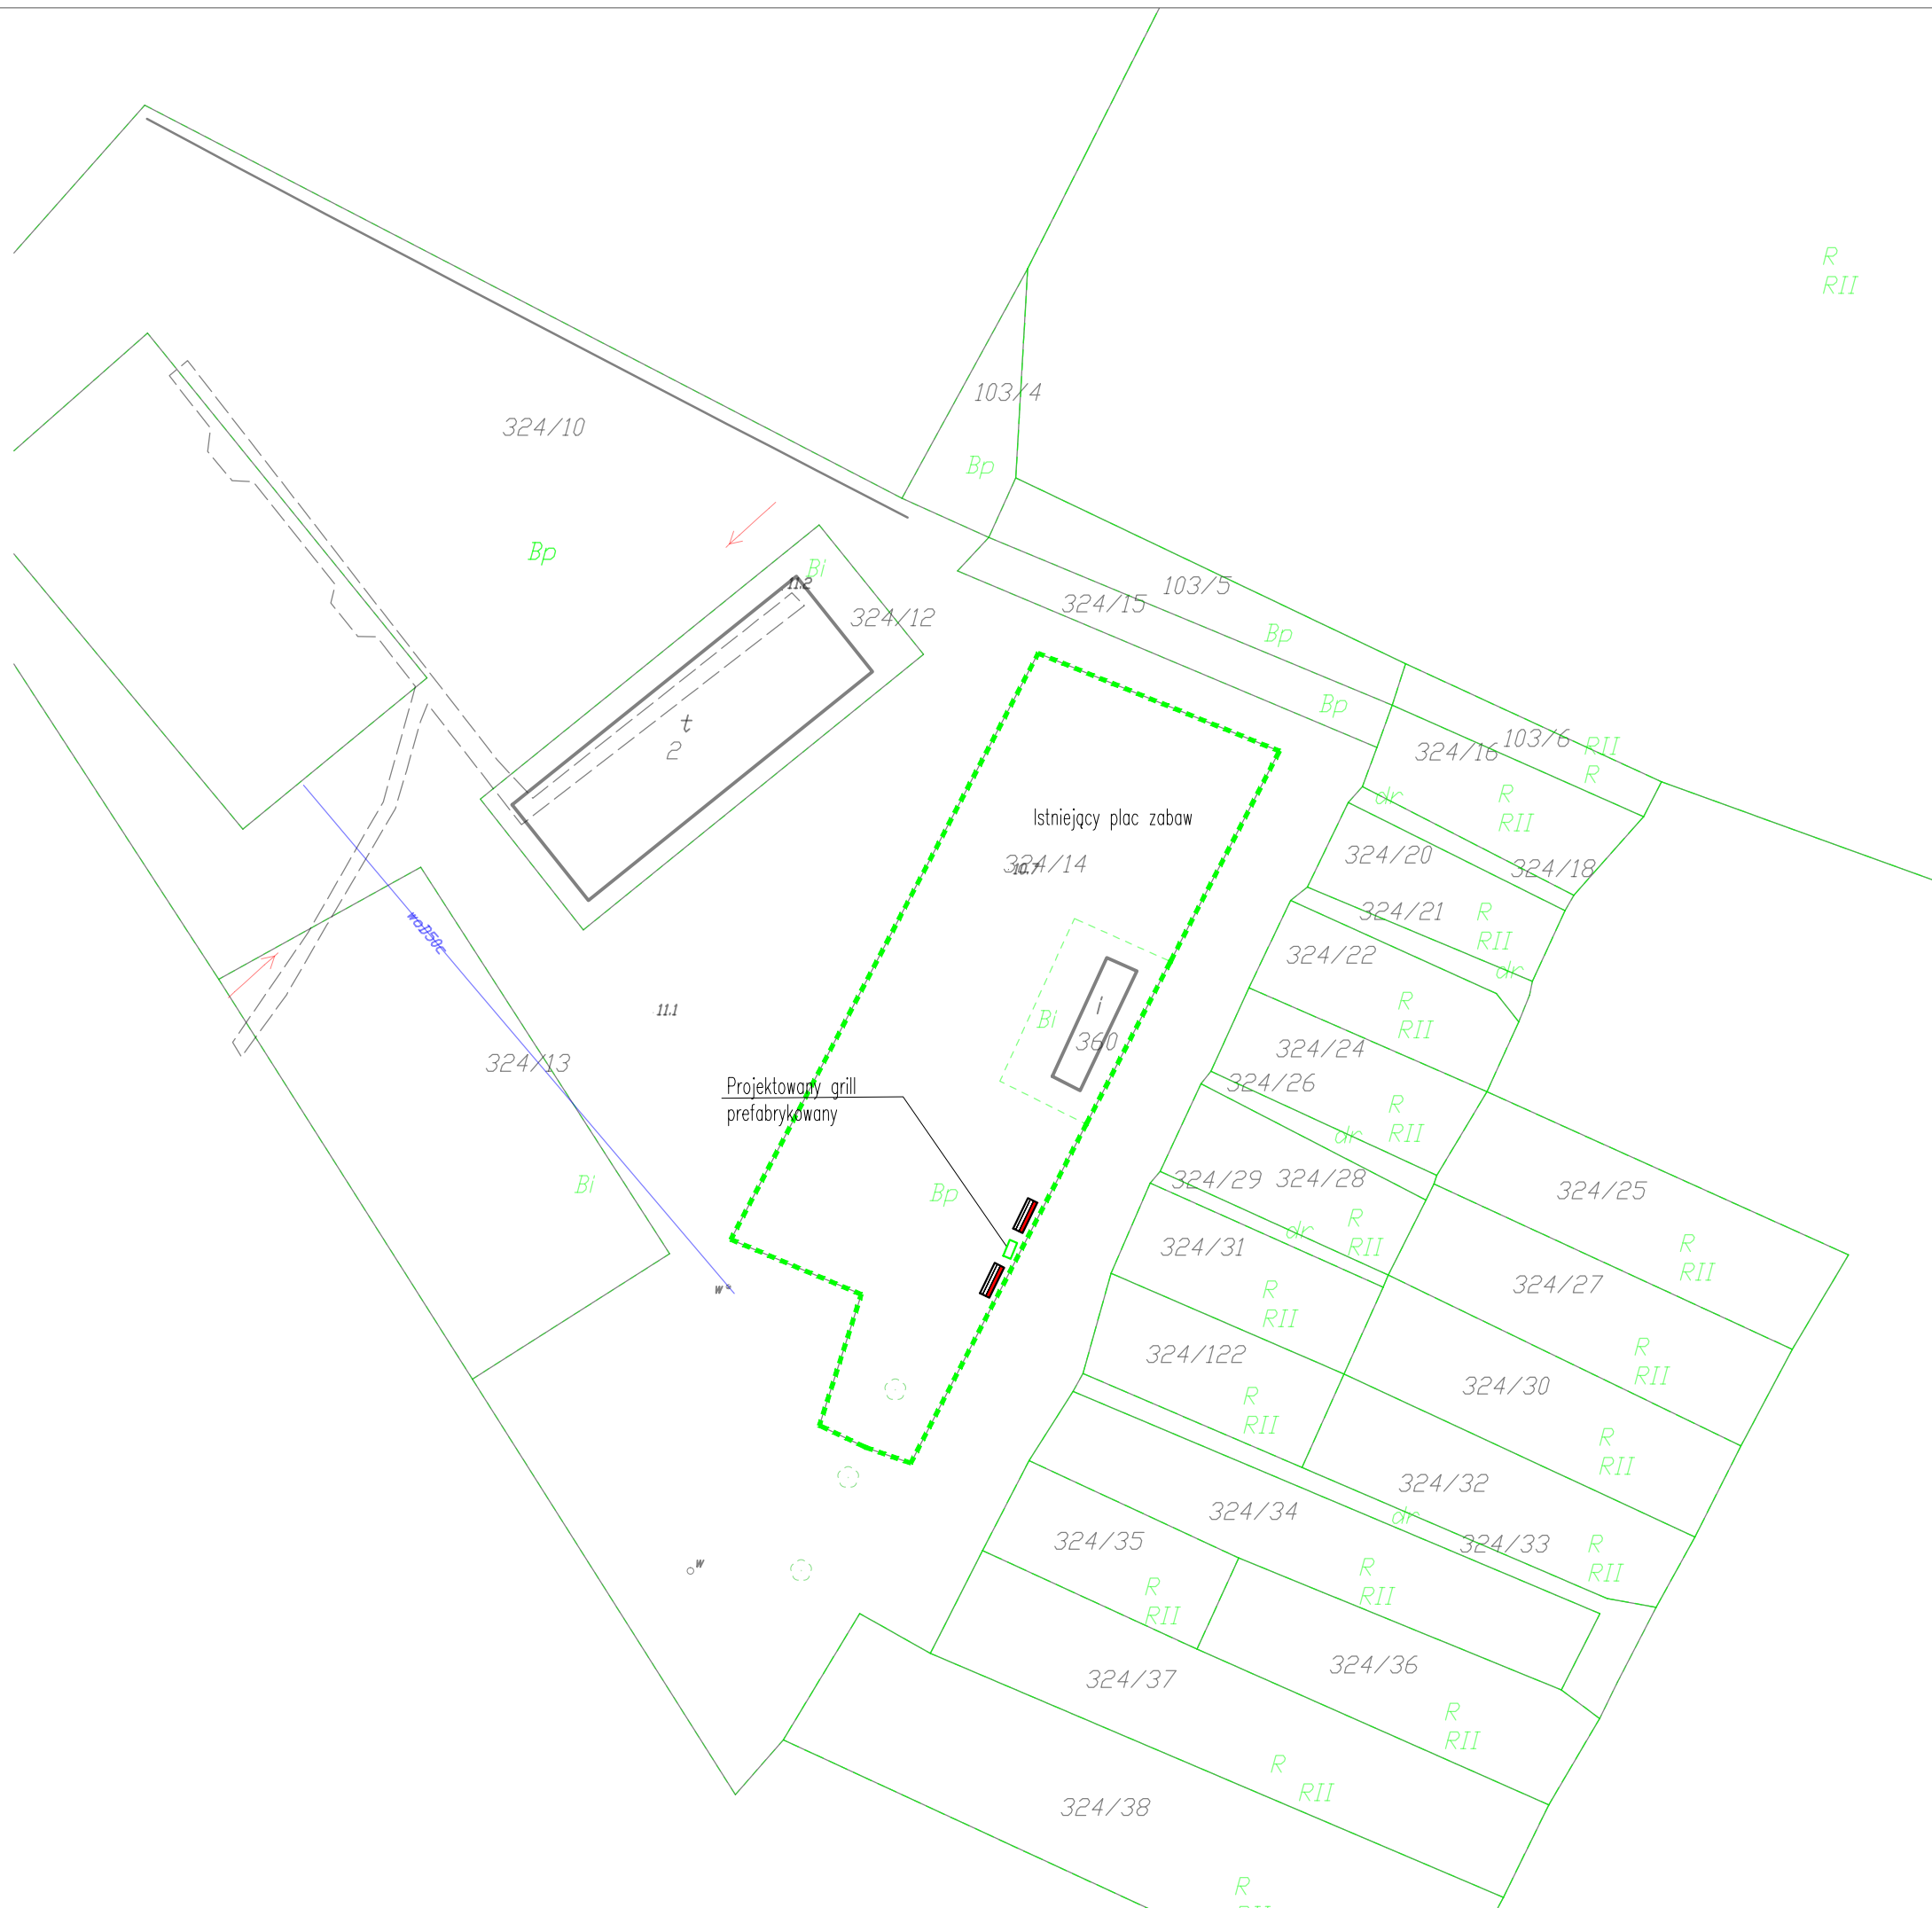 R
RII
103/4
324/10
Bp
Bp
Bi
11.2
324/12
103/5
324/15
Bp
Bp
t
2
324/16
103/6
RII
R
dr
R
RII
Istniejący plac zabaw
324/14
10.7
324/20
324/18
324/21
R
RII
woD50c
324/22
dr
11.1
Bi
i
360
R
RII
324/13
324/24
324/26
Projektowany grill
prefabrykowany
R
RII
dr
Bi
Bp
324/29
324/28
324/25
R
RII
dr
324/31
R
RII
w
R
RII
324/27
324/122
R
RII
324/30
R
RII
R
RII
324/32
324/34
dr
324/33
324/35
R
RII
w
R
RII
R
RII
324/37
324/36
R
RII
R
RII
324/38
R